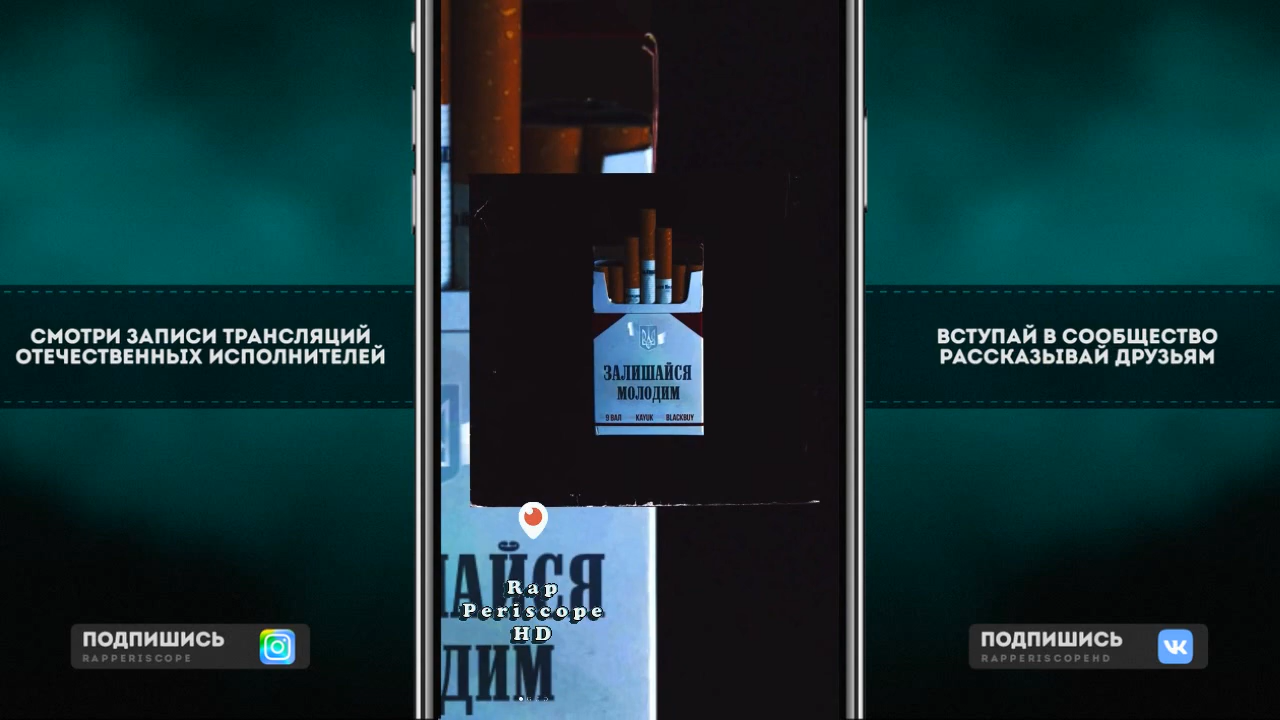 СМОТРИ ЗАПИСИ ТРАНСЛЯЦИЙ
ОТЕЧЕСТВЕННЫХ ИСПОЛНИТЕЛЕЙ
ПОДПИШИСЬ
RAPPERISCOPE
ЗАЛИШАЙСЯ
МОЛОДИМ
9 ВАЛ KAYUK BLACKBUY
АЙСЯ
ДИМ
Rap
Periscope
HD
ВСТУПАЙ В СООБЩЕСТВО
РАССКАЗЫВАЙ ДРУЗЬЯМ
ПОДПИШИСЬ
RAPPERISCOPEHD